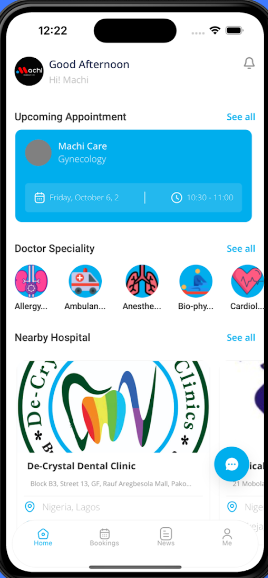 12:22
Machi
Good Afternoon
Hi! Machi
Upcoming Appointment See all
Machi Care
Gynecology
Friday, October 6, 2 | 10:30 - 11:00
Doctor Speciality See all
Allergy... Ambulan... Anesthe... Bio-phy... Cardiol...
Nearby Hospital See all
De-Cr Clinics
De-Crystal Dental Clinic ical
Block B3, Street 13, GF, Rauf Aregbesola Mall, Pako... 21 Mobola
Nigeria, Lagos Nige
Home Bookings News Me